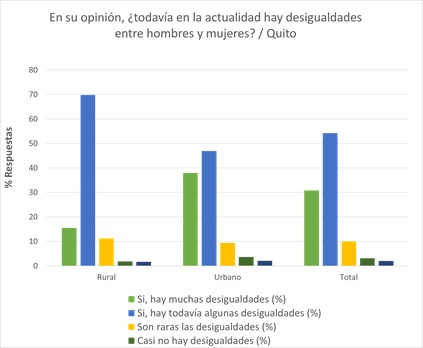 En su opinión, ¿todavía en la actualidad hay desigualdades
entre hombres y mujeres? / Quito
% Respuestas
80
70
60
50
40
30
20
10
0
Rural
Urbano
Total
Si, hay muchas desigualdades (%)
Si, hay todavía algunas desigualdades (%)
Son raras las desigualdades (%)
Casi no hay desigualdades (%)